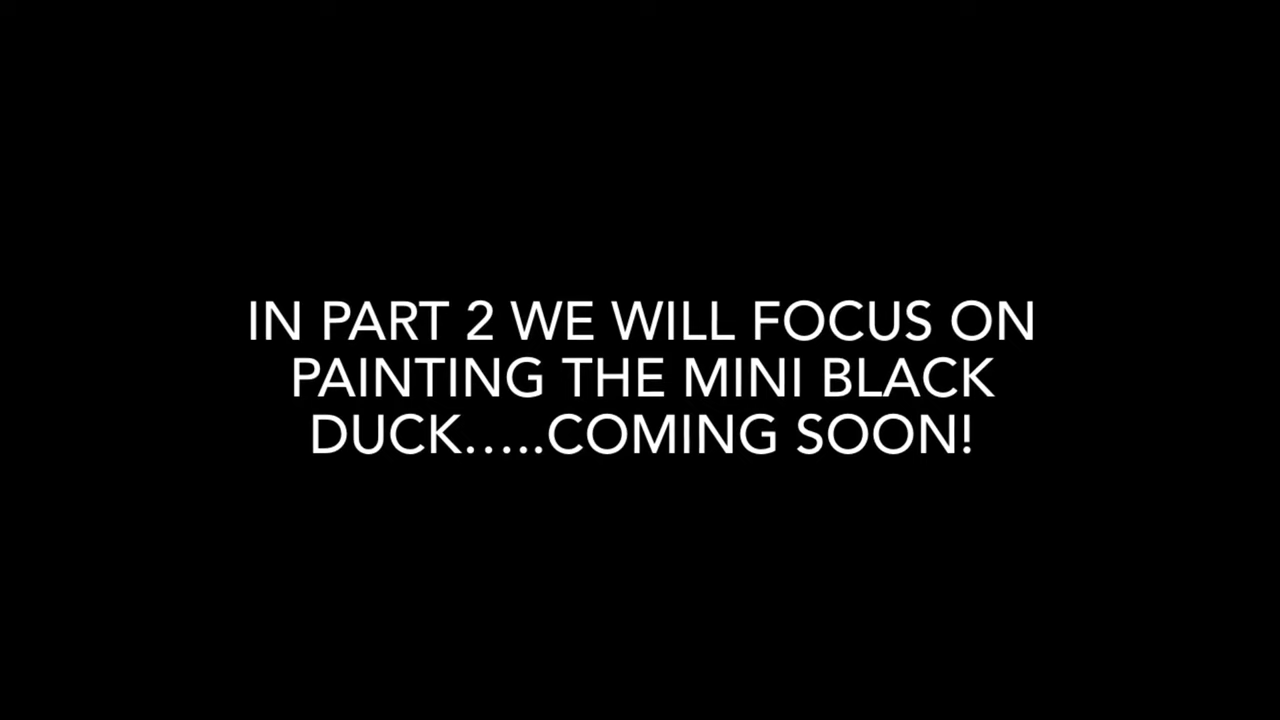 IN PART 2 WE WILL FOCUS ON
PAINTING THE MINI BLACK
DUCK.....COMING SOON!